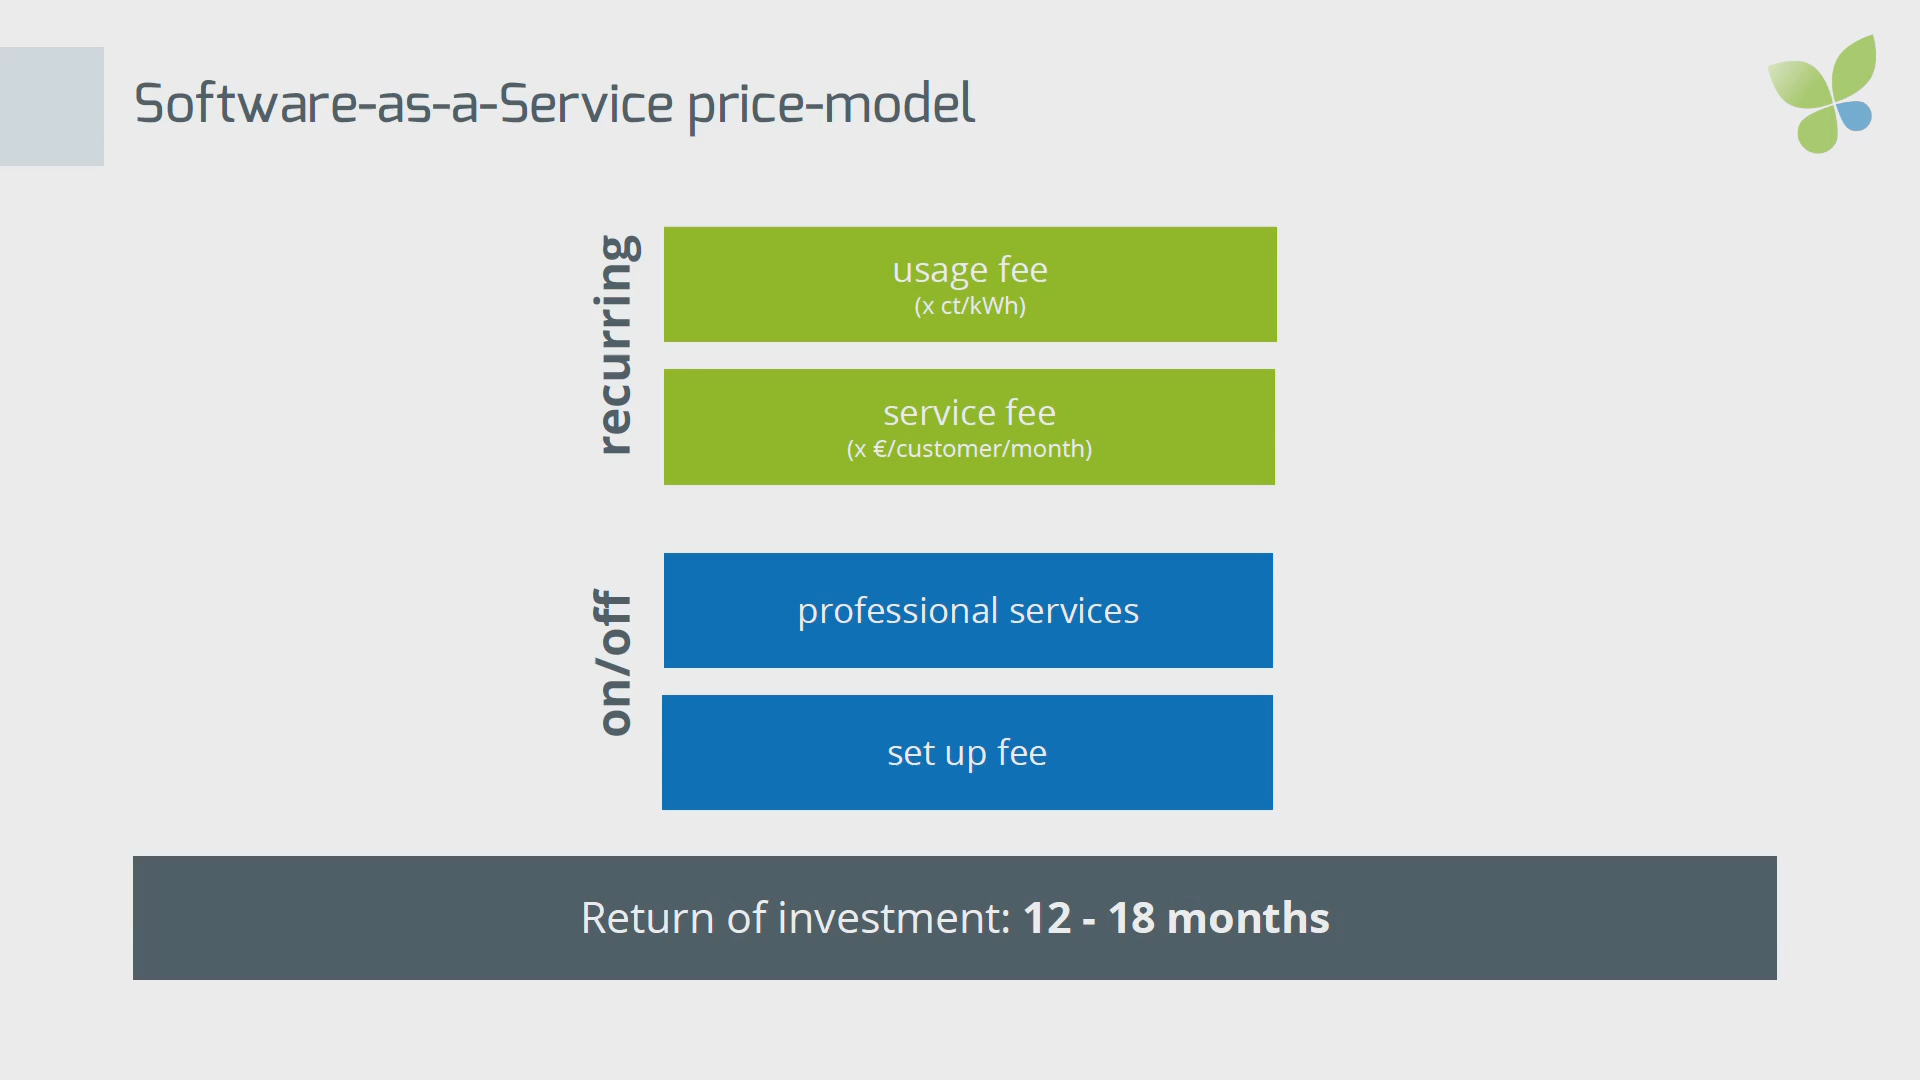 Software-as-a-Service price-model
recurring
usage fee
(x ct/kWh)
service fee
(x €/customer/month)
on/off
professional services
set up fee
Return of investment: 12 - 18 months